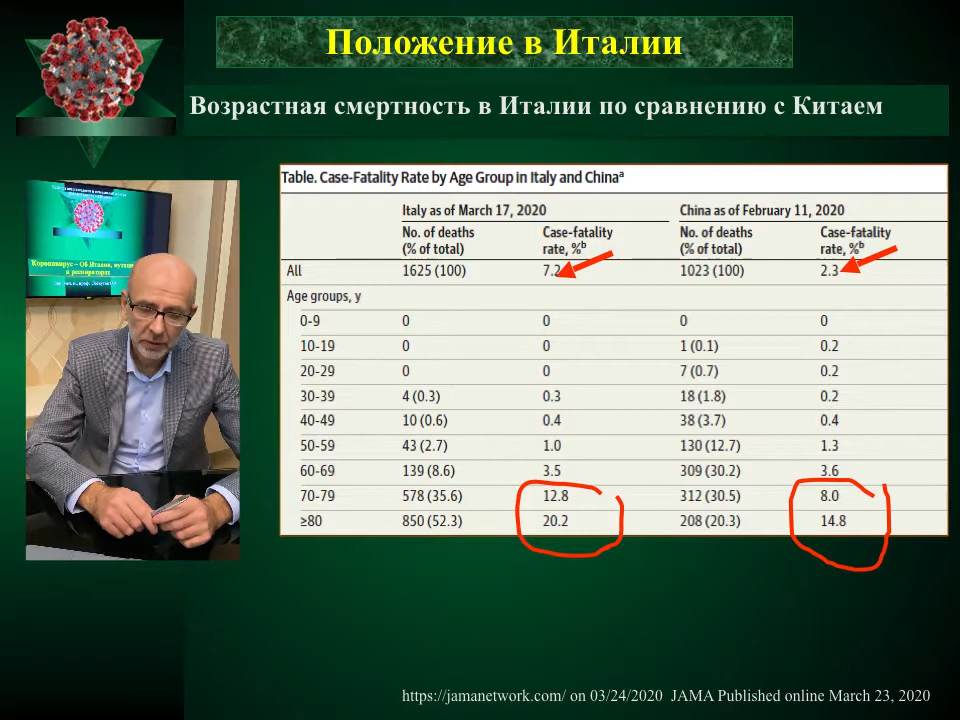 Положение в Италии
Возрастная смертность в Италии по сравнению с Китаем
Table. Case-Fatality Rate by Age Group in Italy and Chinaᵃ
Italy as of March 17, 2020 China as of February 11, 2020
No. of deaths (% of total) Case-fatality rate, %ᵇ No. of deaths (% of total) Case-fatality rate, %ᵇ
All 1625 (100) 7.2 1023 (100) 2.3
Age groups, y
0-9 0 0 0 0
10-19 0 0 1 (0.1) 0.2
20-29 0 0 7 (0.7) 0.2
30-39 4 (0.3) 0.3 18 (1.8) 0.2
40-49 10 (0.6) 0.4 38 (3.7) 0.4
50-59 43 (2.7) 1.0 130 (12.7) 1.3
60-69 139 (8.6) 3.5 309 (30.2) 3.6
70-79 578 (35.6) 12.8 312 (30.5) 8.0
≥80 850 (52.3) 20.2 208 (20.3) 14.8
Коронавирус – Об Италии,
и респираторах
https://jamanetwork.com/ on 03/24/2020 JAMA Published online March 23, 2020